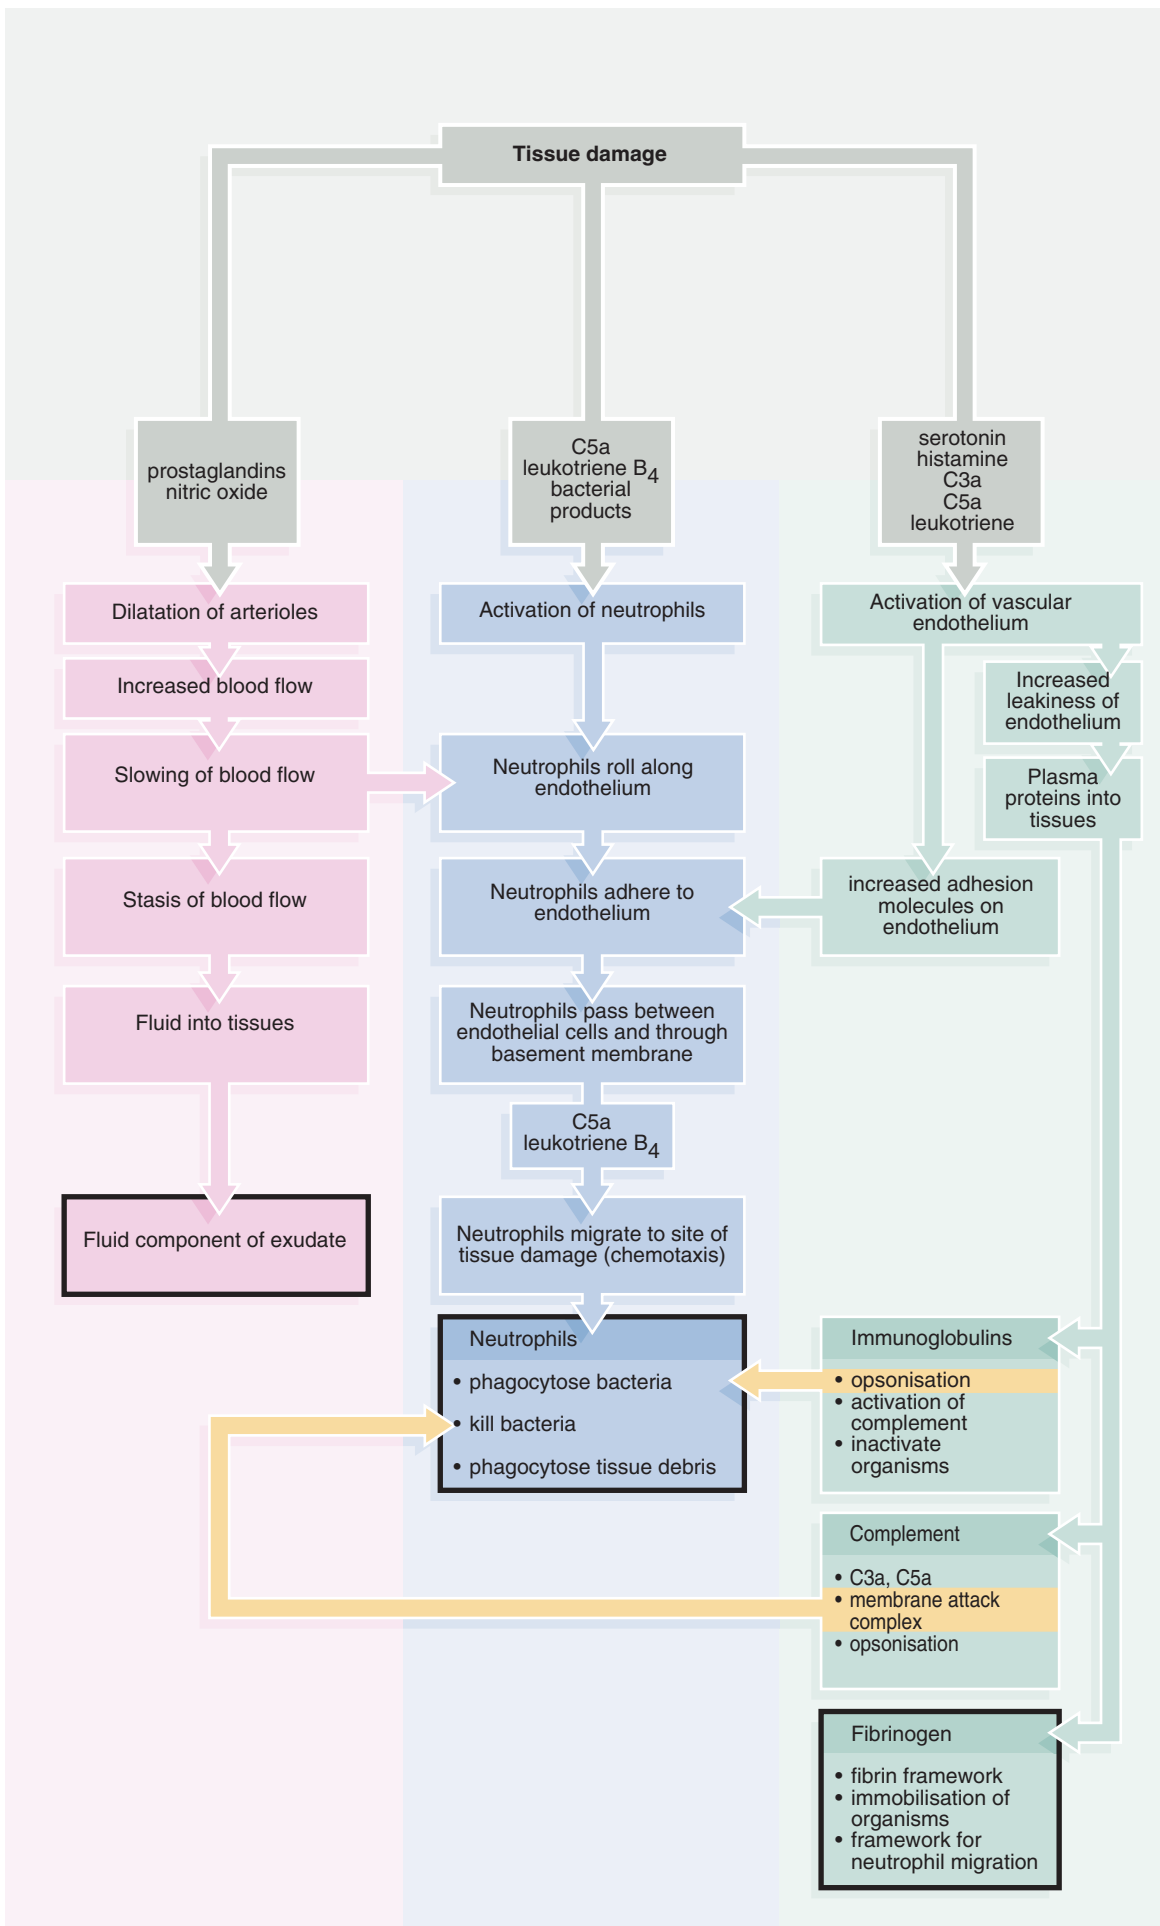 Tissue damage
prostaglandins
nitric oxide
C5a
leukotriene B4
bacterial
products
serotonin
histamine
C3a
C5a
leukotriene
Dilatation of arterioles
Increased blood flow
Slowing of blood flow
Stasis of blood flow
Fluid into tissues
Fluid component of exudate
Activation of neutrophils
Neutrophils roll along
endothelium
Neutrophils adhere to
endothelium
Neutrophils pass between
endothelial cells and through
basement membrane
C5a
leukotriene B4
Neutrophils migrate to site of
tissue damage (chemotaxis)
Neutrophils
• phagocytose bacteria
• kill bacteria
• phagocytose tissue debris
Activation of vascular
endothelium
Increased
leakiness of
endothelium
Plasma
proteins into
tissues
increased adhesion
molecules on
endothelium
Immunoglobulins
• opsonisation
• activation of
complement
• inactivate
organisms
Complement
• C3a, C5a
• membrane attack
complex
• opsonisation
Fibrinogen
• fibrin framework
• immobilisation of
organisms
• framework for
neutrophil migration